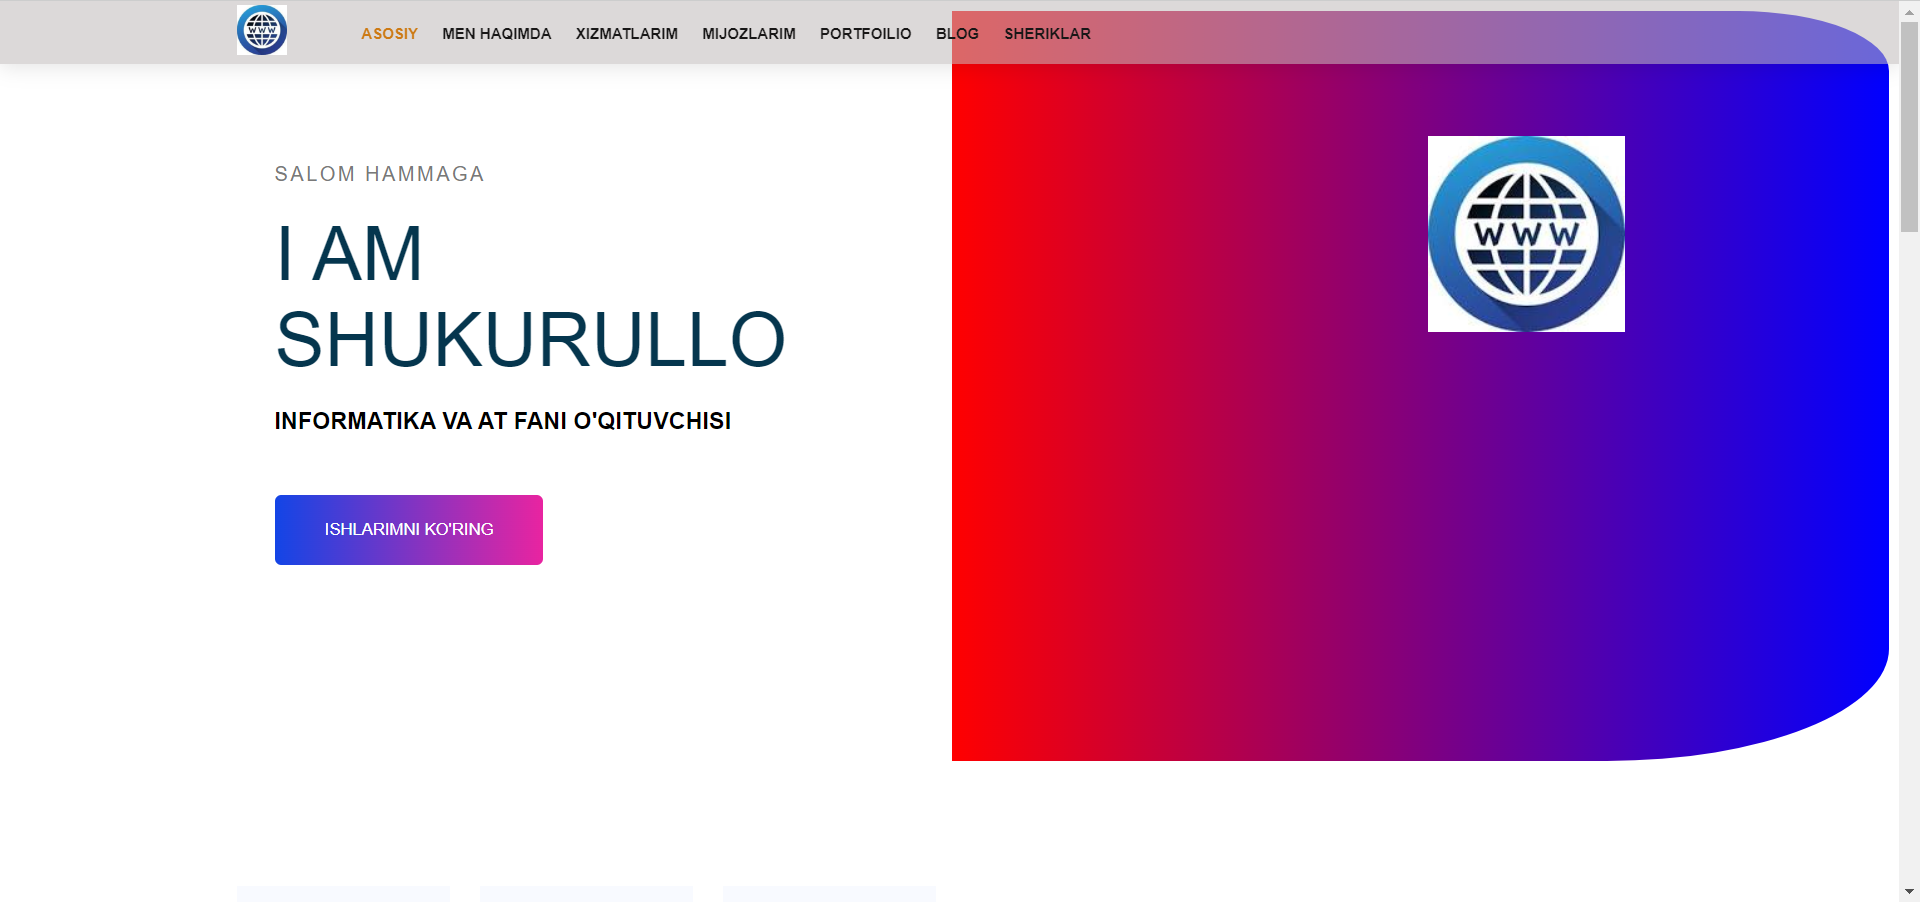 WWW
ASOSIY MEN HAQIMDA XIZMATLARIM MIJOZLARIM PORTFOILIO BLOG SHERIKLAR
SALOM HAMMAGA
I AM
SHUKURULLO
INFORMATIKA VA AT FANI O'QITUVCHISI
ISHLARIMNI KO'RING
WWW